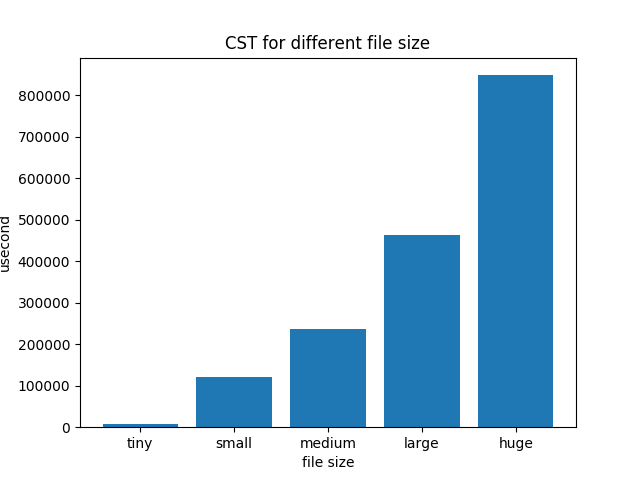 CST for different file size
800000
700000
600000
500000
400000
300000
200000
100000
0
usecond
tiny small medium large huge
file size